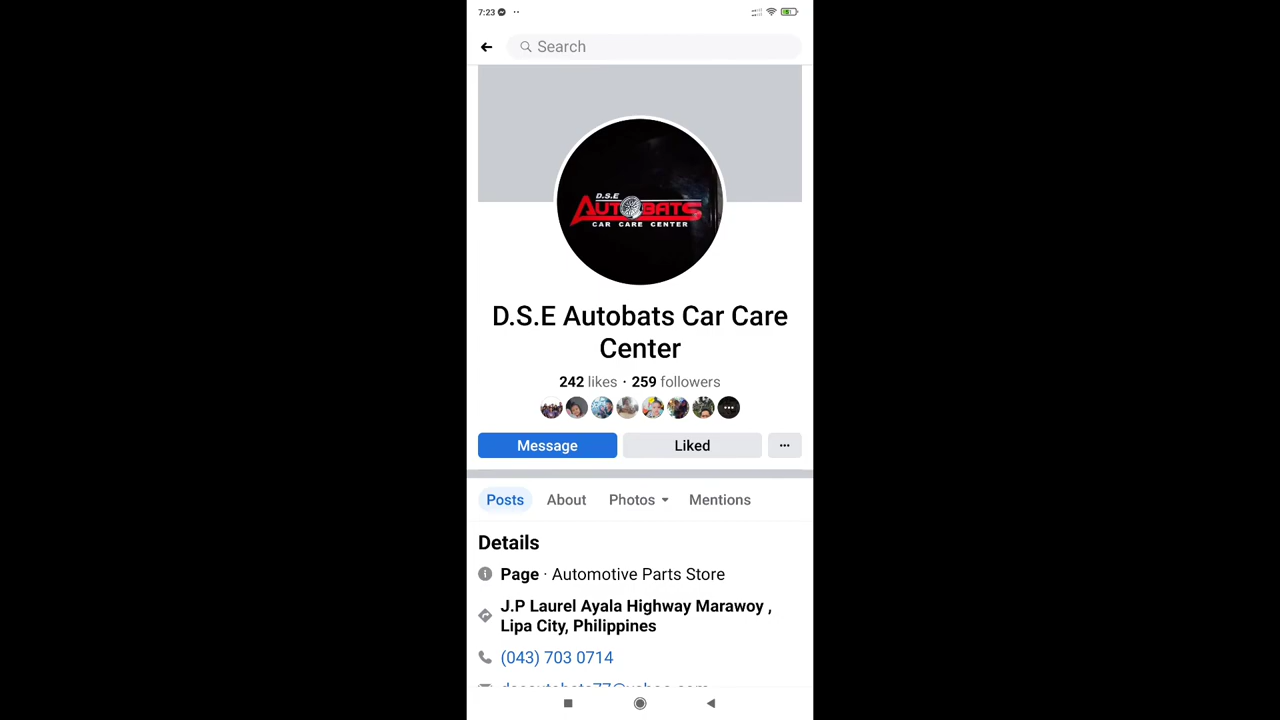 7:23
Search
D.S.E
AUTOBATS
CAR CARE CENTER
D.S.E Autobats Car Care
Center
242 likes · 259 followers
Message
Liked
Posts
About
Photos
Mentions
Details
Page · Automotive Parts Store
J.P Laurel Ayala Highway Marawoy ,
Lipa City, Philippines
(043) 703 0714